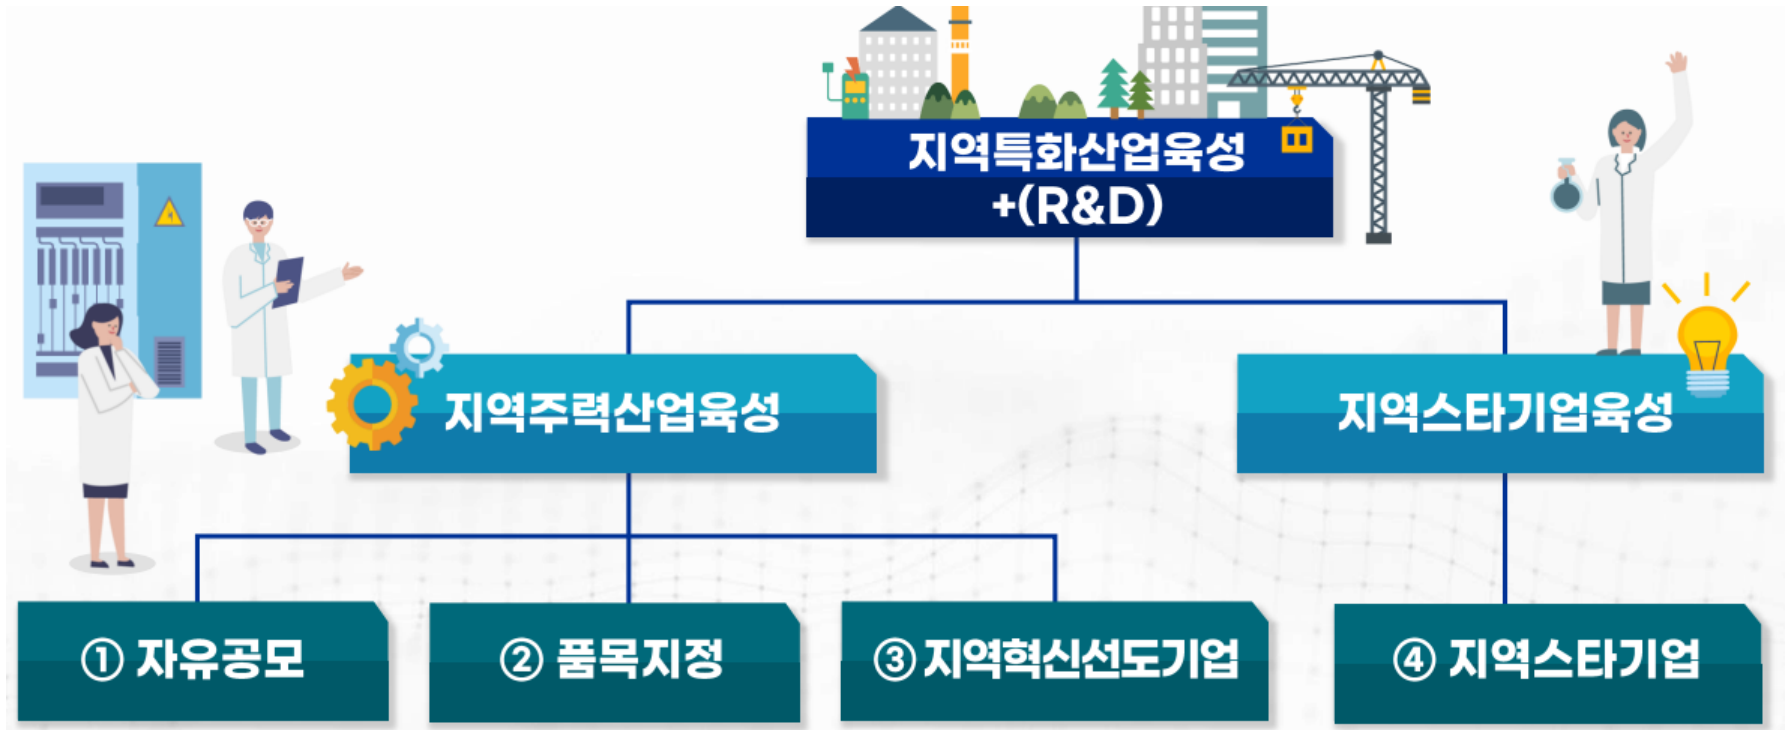 지역특화산업육성
+(R&D)
지역주력산업육성
지역스타기업육성
① 자유공모
② 품목지정
③ 지역혁신선도기업
④ 지역스타기업